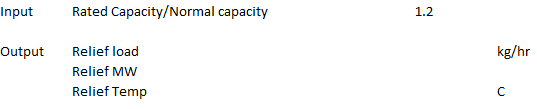 Input Rated Capacity/Normal capacity 1.2
Output Relief load kg/hr
Relief MW
Relief Temp C